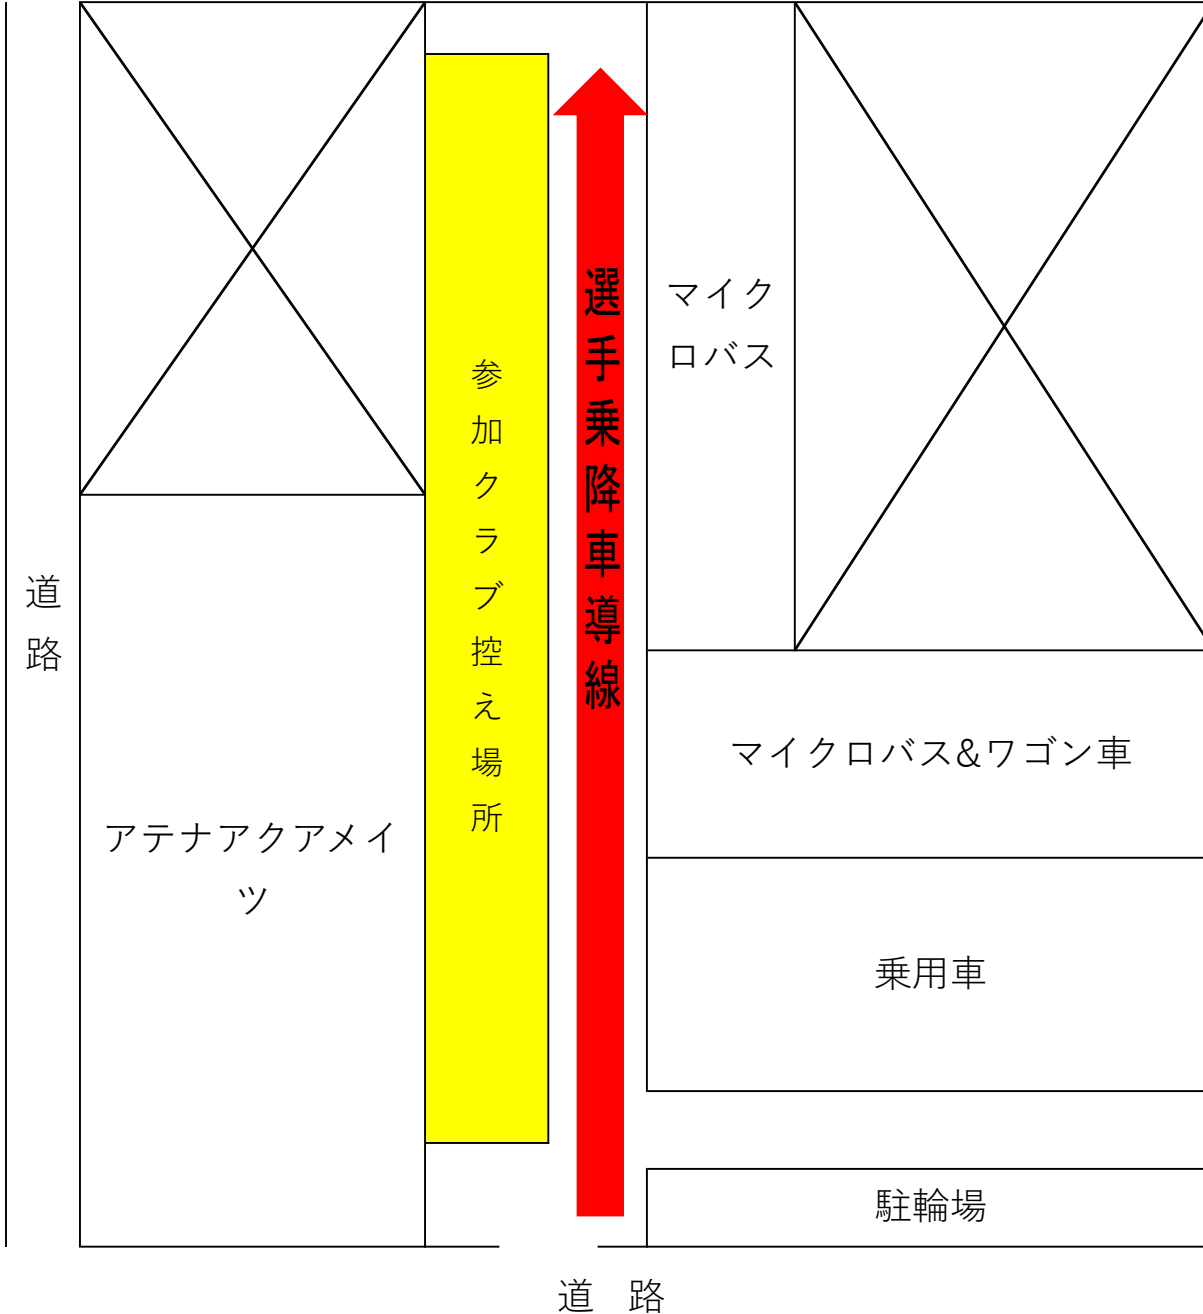 道路
アテナアクアメイ
ツ
参加クラブ控え場所
選手乗降車導線
マイク
ロバス
マイクロバス&ワゴン車
乗用車
駐輪場
道　路